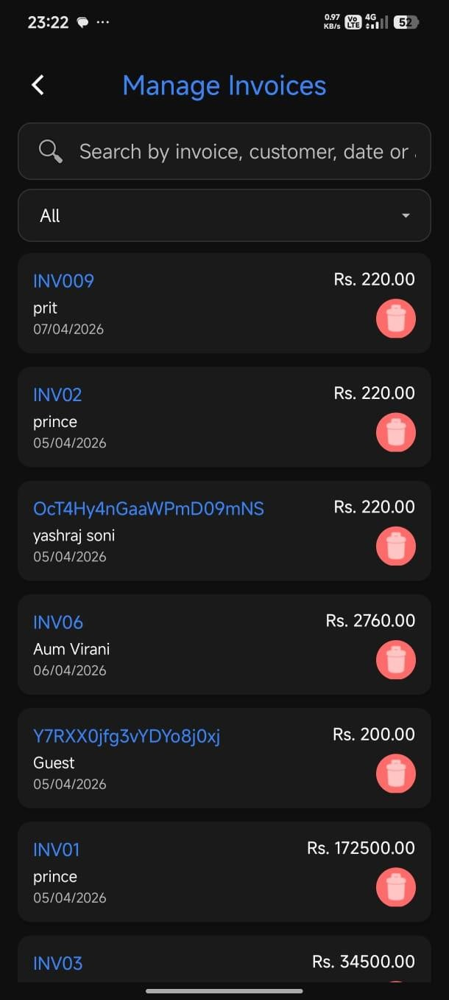 23:22
0.97
KB/s
Vo
LTE
4G
52
Manage Invoices
Search by invoice, customer, date or
All
INV009
Rs. 220.00
prit
07/04/2026
INV02
Rs. 220.00
prince
05/04/2026
OcT4Hy4nGaaWPmD09mNS
Rs. 220.00
yashraj soni
05/04/2026
INV06
Rs. 2760.00
Aum Virani
06/04/2026
Y7RXX0jfg3vYDYo8j0xj
Rs. 200.00
Guest
05/04/2026
INV01
Rs. 172500.00
prince
05/04/2026
INV03
Rs. 34500.00